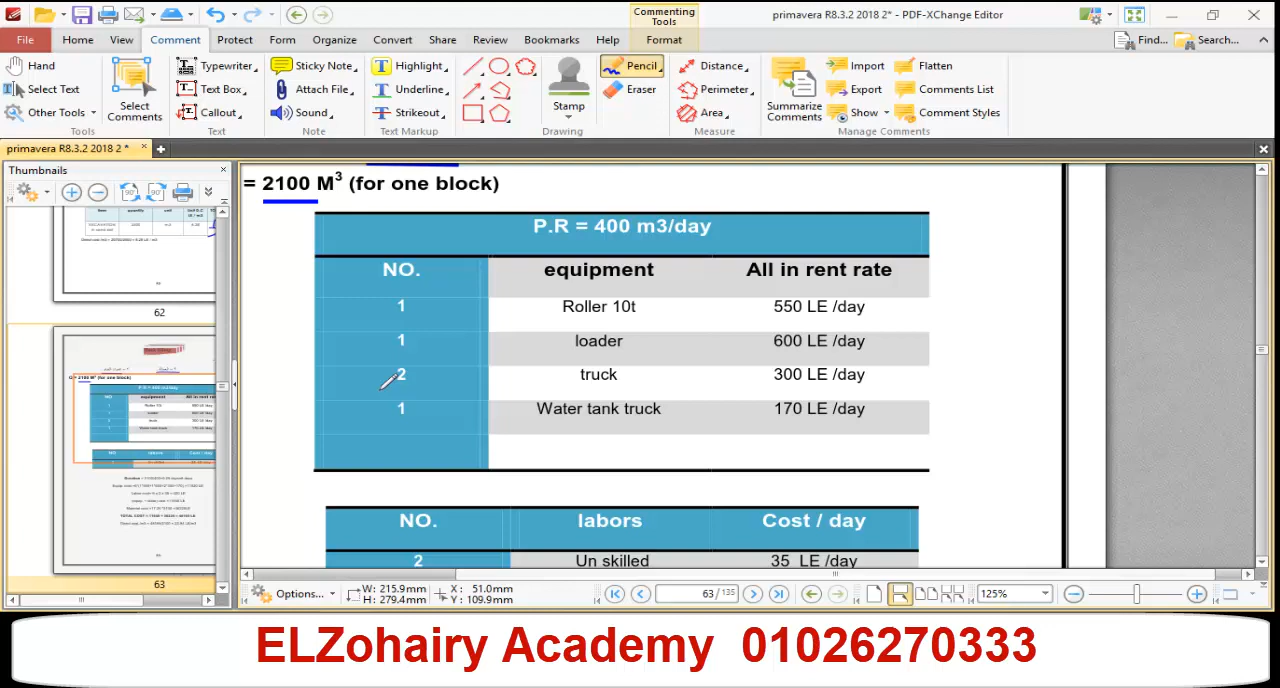 Commenting
Tools
primavera R8.3.2 2018 2* - PDF-XChange Editor
File Home View Comment Protect Form Organize Convert Share Review Bookmarks Help Format Find... Search...
Hand
Select Text
Other Tools
Tools
Select
Comments
Typewriter
Text Box
Callout
Text
Sticky Note
Attach File
Sound
Note
Highlight
Underline
Strikeout
Text Markup
Drawing
Stamp
Pencil
Eraser
Distance
Perimeter
Area
Measure
Summarize
Comments
Import
Export
Show
Flatten
Comments List
Comment Styles
Manage Comments
primavera R8.3.2 2018 2 *
Thumbnails
62
63
= 2100 M³ (for one block)
P.R = 400 m3/day
NO. equipment All in rent rate
1 Roller 10t 550 LE /day
1 loader 600 LE /day
2 truck 300 LE /day
1 Water tank truck 170 LE /day
NO. labors Cost / day
2 Un skilled 35 LE /day
Options...
W: 215.9mm
H: 279.4mm
X: 51.0mm
Y: 109.9mm
63 / 135
125%
ELZohairy Academy 01026270333